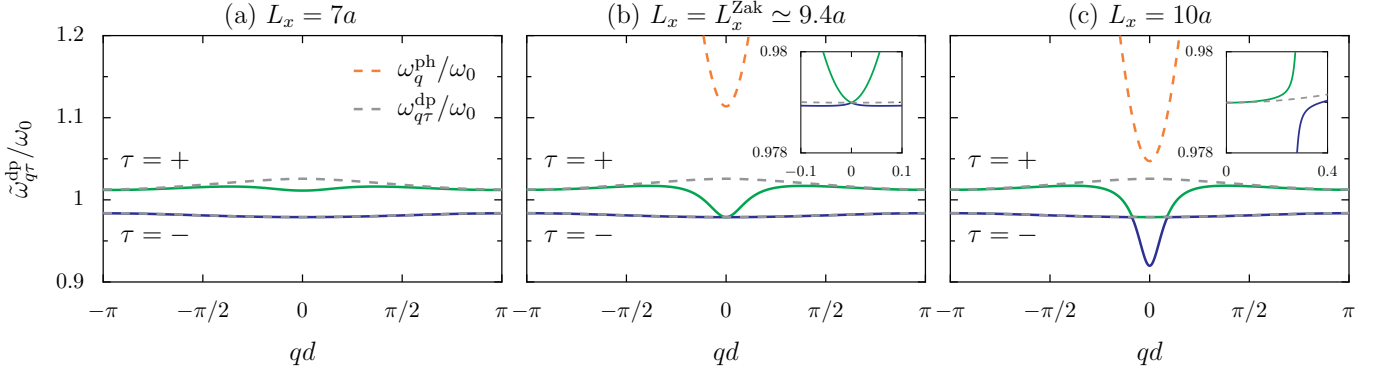 (a) $L_x = 7a$
(b) $L_x = L_x^{\mathrm{Zak}} \simeq 9.4a$
(c) $L_x = 10a$
$\tilde{\omega}_{q\tau}^{\mathrm{dp}}/\omega_0$
1.2
1.1
1
0.9
$\omega_q^{\mathrm{ph}}/\omega_0$
$\omega_{q\tau}^{\mathrm{dp}}/\omega_0$
$\tau = +$
$\tau = -$
$-\pi$
$-\pi/2$
0
$\pi/2$
$\pi$
$qd$
0.98
0.978
−0.1
0
0.1
$\tau = +$
$\tau = -$
$-\pi$
$-\pi/2$
0
$\pi/2$
$\pi$
$qd$
0.98
0.978
0
0.4
$\tau = +$
$\tau = -$
$-\pi$
$-\pi/2$
0
$\pi/2$
$\pi$
$qd$